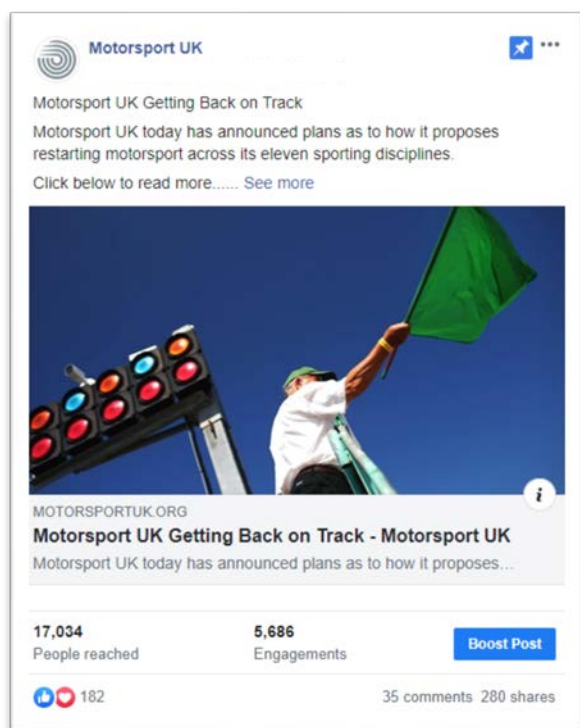 Motorsport UK
Motorsport UK Getting Back on Track
Motorsport UK today has announced plans as to how it proposes
restarting motorsport across its eleven sporting disciplines.
Click below to read more...... See more
i
MOTORSPORTUK.ORG
Motorsport UK Getting Back on Track - Motorsport UK
Motorsport UK today has announced plans as to how it proposes...
17,034
People reached
5,686
Engagements
Boost Post
182
35 comments 280 shares